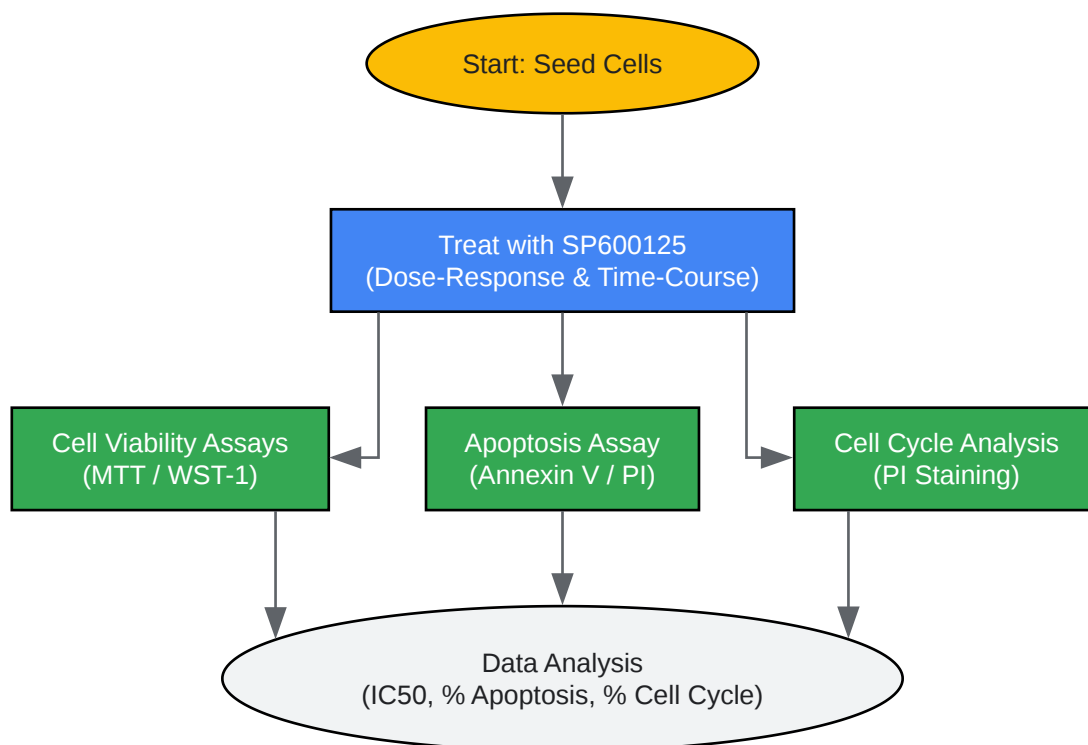 Start: Seed Cells
Treat with SP600125
(Dose-Response & Time-Course)
Cell Viability Assays
(MTT / WST-1)
Apoptosis Assay
(Annexin V / PI)
Cell Cycle Analysis
(PI Staining)
Data Analysis
(IC50, % Apoptosis, % Cell Cycle)